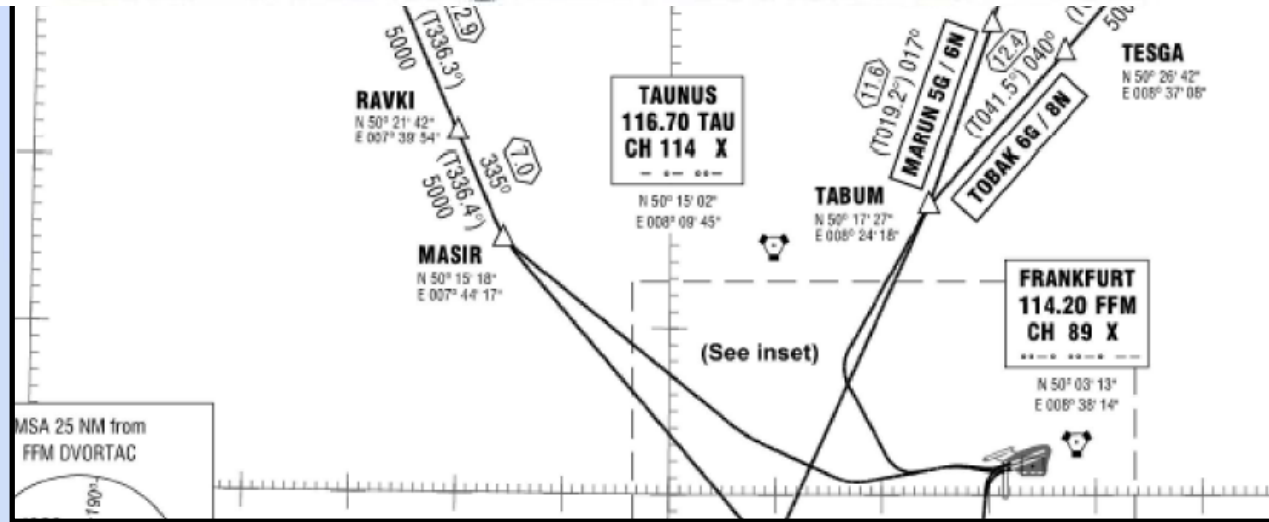 2.9
(T336.3°)
5000
RAVKI
N 50° 21' 42"
E 007° 39' 54"
7.0
335°
(T336.4°)
5000
MASIR
N 50° 15' 18"
E 007° 44' 17"
TAUNUS
116.70 TAU
CH 114 X
N 50° 15' 02"
E 008° 09' 45"
11.6
(T019.2°) 017°
MARUN 5G / 6N
12.4
(T041.5°) 040°
TOBAK 6G / 8N
TESGA
N 50° 26' 42"
E 008° 37' 08"
TABUM
N 50° 17' 27"
E 008° 24' 18"
FRANKFURT
114.20 FFM
CH 89 X
N 50° 03' 13"
E 008° 38' 14"
(See inset)
MSA 25 NM from
FFM DVORTAC
190°